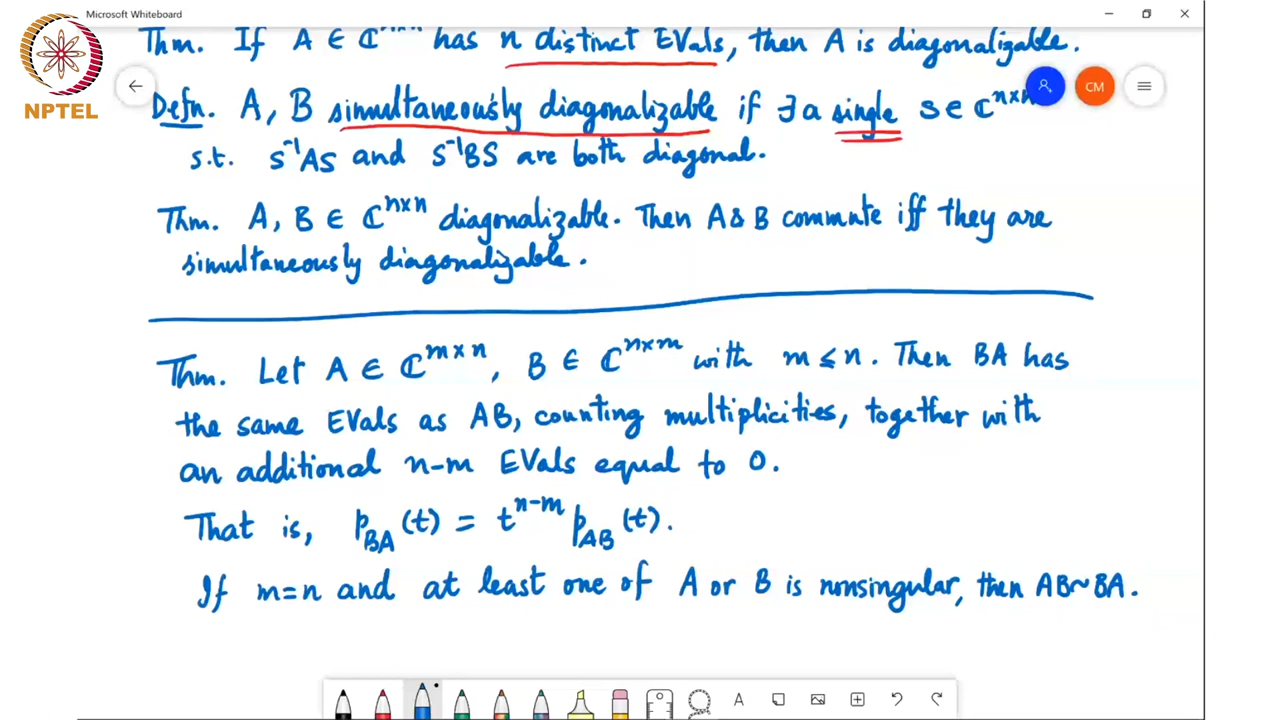 Microsoft Whiteboard
Thm. If A ∈ ℂⁿˣⁿ has n distinct EVals, then A is diagonalizable.
Defn. A, B simultaneously diagonalizable if ∃ a single S ∈ ℂⁿˣⁿ
s.t. S⁻¹AS and S⁻¹BS are both diagonal.
Thm. A, B ∈ ℂⁿˣⁿ diagonalizable. Then A & B commute iff they are
simultaneously diagonalizable.
Thm. Let A ∈ ℂᵐˣⁿ, B ∈ ℂⁿˣᵐ with m ≤ n. Then BA has
the same EVals as AB, counting multiplicities, together with
an additional n-m EVals equal to 0.
That is, p_BA(t) = t^{n-m} p_AB(t).
If m=n and at least one of A or B is nonsingular, then AB~BA.
NPTEL
CM
A